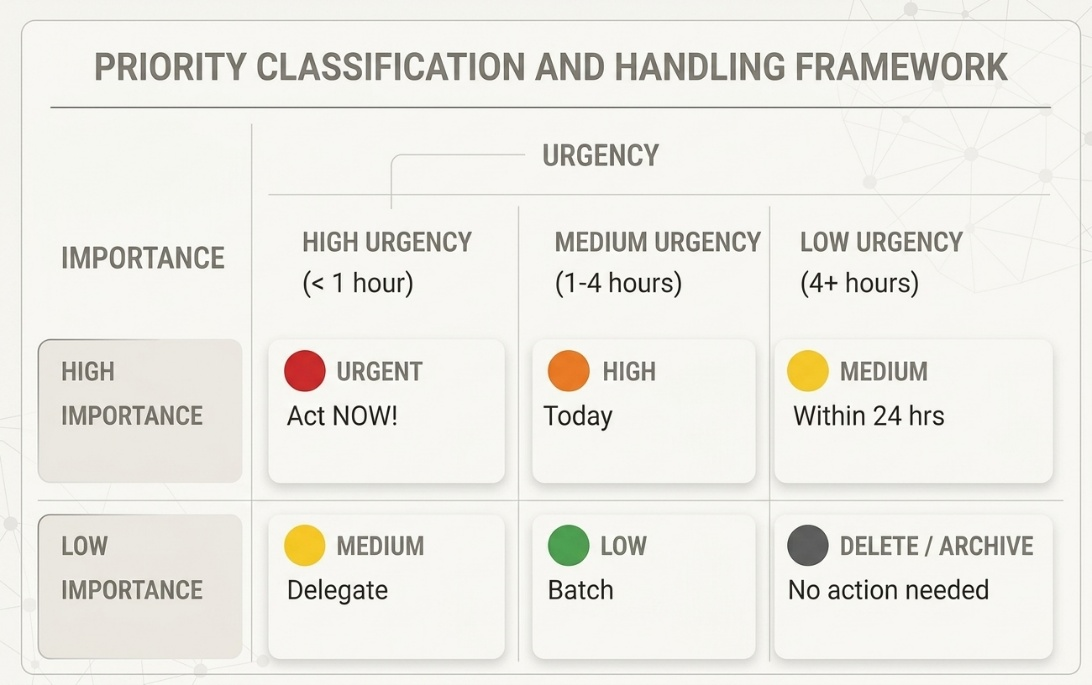 PRIORITY CLASSIFICATION AND HANDLING FRAMEWORK
URGENCY
IMPORTANCE
HIGH URGENCY
(< 1 hour)
MEDIUM URGENCY
(1-4 hours)
LOW URGENCY
(4+ hours)
HIGH
IMPORTANCE
URGENT
Act NOW!
HIGH
Today
MEDIUM
Within 24 hrs
LOW
IMPORTANCE
MEDIUM
Delegate
LOW
Batch
DELETE / ARCHIVE
No action needed